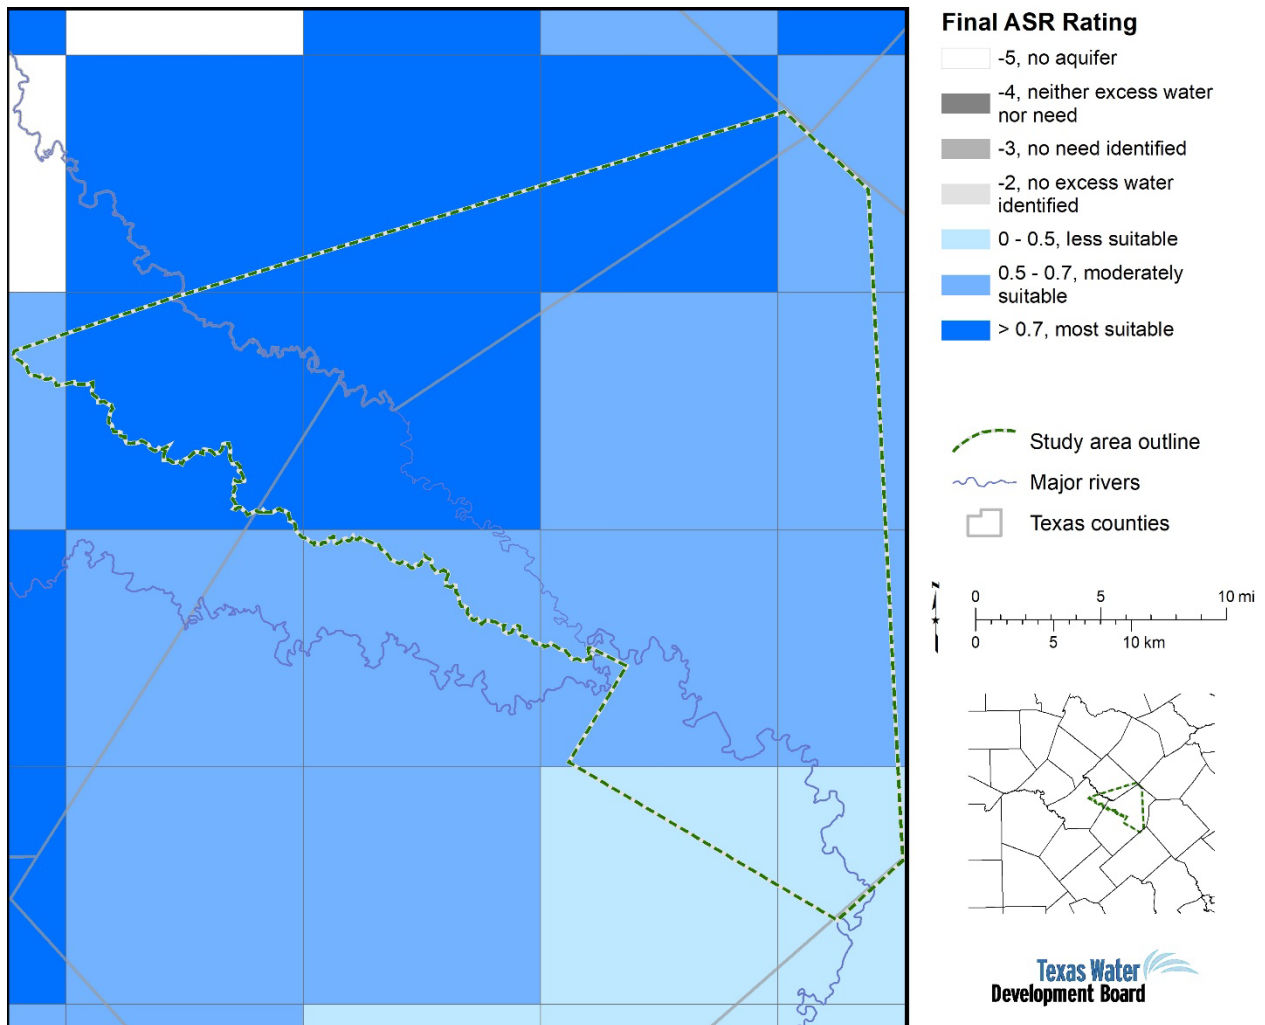 Final ASR Rating
-5, no aquifer
-4, neither excess water
nor need
-3, no need identified
-2, no excess water
identified
0 - 0.5, less suitable
0.5 - 0.7, moderately
suitable
> 0.7, most suitable
Study area outline
Major rivers
Texas counties
N
0 5 10 mi
0 5 10 km
Texas Water
Development Board